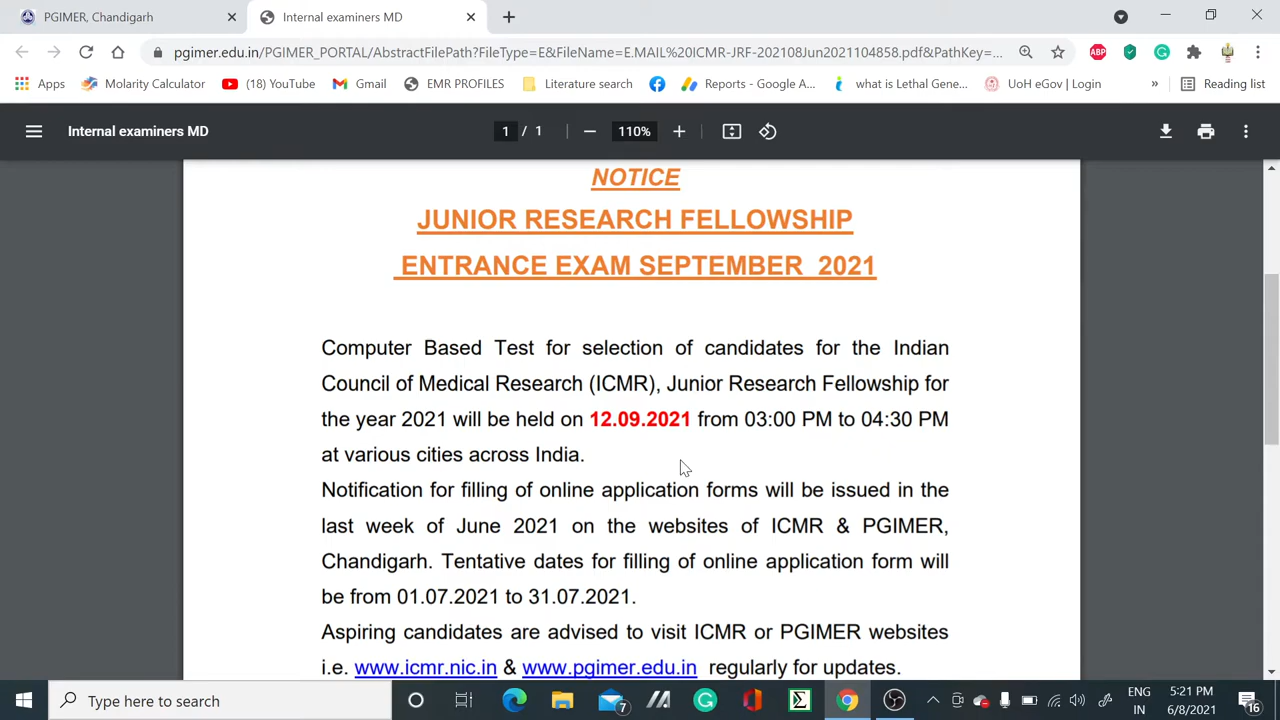 PGIMER, Chandigarh
Internal examiners MD
pgimer.edu.in/PGIMER_PORTAL/AbstractFilePath?FileType=E&FileName=E.MAIL%20ICMR-JRF-202108Jun2021104858.pdf&PathKey=...
ABP
Apps Molarity Calculator (18) YouTube Gmail EMR PROFILES Literature search Reports - Google A... what is Lethal Gene... UoH eGov | Login » Reading list
Internal examiners MD 1 / 1 110%
NOTICE
JUNIOR RESEARCH FELLOWSHIP
ENTRANCE EXAM SEPTEMBER 2021
Computer Based Test for selection of candidates for the Indian
Council of Medical Research (ICMR), Junior Research Fellowship for
the year 2021 will be held on 12.09.2021 from 03:00 PM to 04:30 PM
at various cities across India.
Notification for filling of online application forms will be issued in the
last week of June 2021 on the websites of ICMR & PGIMER,
Chandigarh. Tentative dates for filling of online application form will
be from 01.07.2021 to 31.07.2021.
Aspiring candidates are advised to visit ICMR or PGIMER websites
i.e. www.icmr.nic.in & www.pgimer.edu.in regularly for updates.
Type here to search
7
ENG
IN
5:21 PM
6/8/2021
16